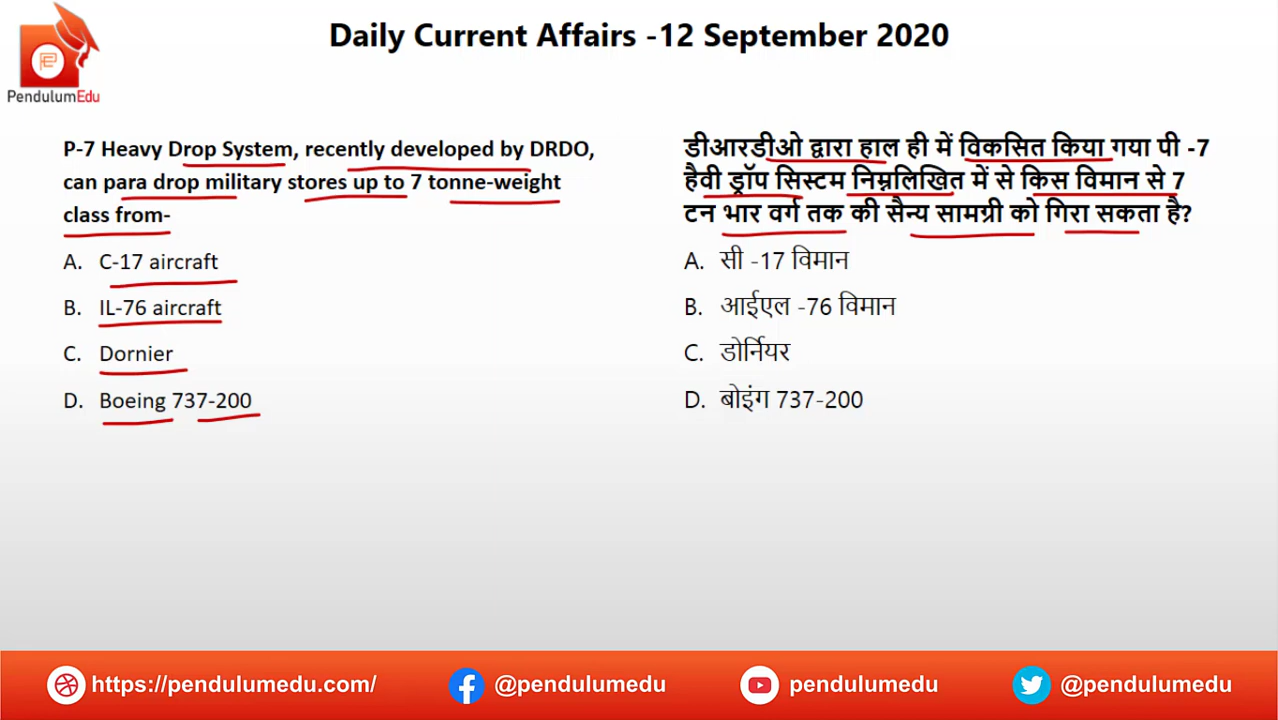 Daily Current Affairs -12 September 2020
PendulumEdu
P-7 Heavy Drop System, recently developed by DRDO,
can para drop military stores up to 7 tonne-weight
class from-
A. C-17 aircraft
B. IL-76 aircraft
C. Dornier
D. Boeing 737-200
डीआरडीओ द्वारा हाल ही में विकसित किया गया पी -7
हैवी ड्रॉप सिस्टम निम्नलिखित में से किस विमान से 7
टन भार वर्ग तक की सैन्य सामग्री को गिरा सकता है?
A. सी -17 विमान
B. आईएल -76 विमान
C. डोर्नियर
D. बोइंग 737-200
https://pendulumedu.com/
@pendulumedu
pendulumedu
@pendulumedu